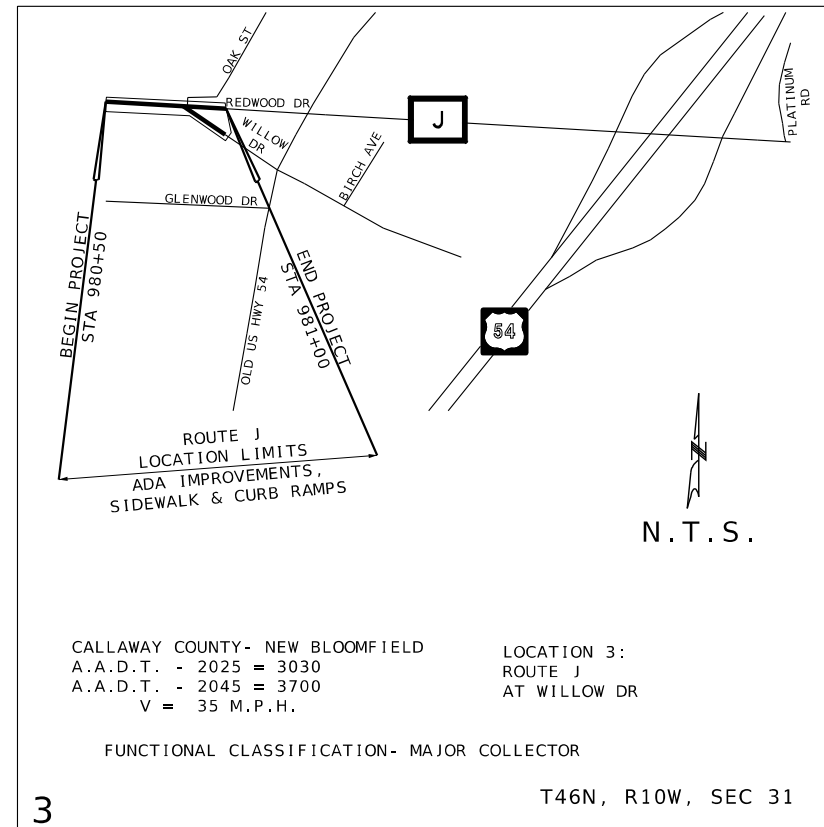 OAK ST
REDWOOD DR
J
WILLOW
DR
BIRCH AVE
PLATINUM
RD
GLENWOOD DR
BEGIN PROJECT
STA 980+50
END PROJECT
STA 981+00
OLD US HWY 54
54
ROUTE J
LOCATION LIMITS
ADA IMPROVEMENTS,
SIDEWALK & CURB RAMPS
N
N.T.S.
CALLAWAY COUNTY- NEW BLOOMFIELD
A.A.D.T. - 2025 = 3030
A.A.D.T. - 2045 = 3700
V = 35 M.P.H.
LOCATION 3:
ROUTE J
AT WILLOW DR
FUNCTIONAL CLASSIFICATION- MAJOR COLLECTOR
3
T46N, R10W, SEC 31